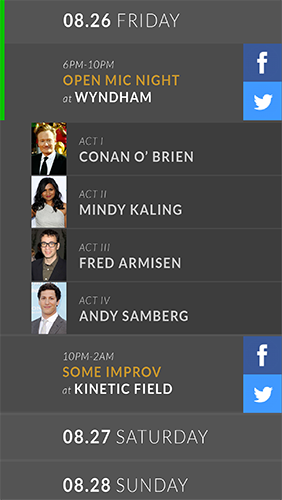 08.26 FRIDAY
6PM-10PM
OPEN MIC NIGHT
at WYNDHAM
ACT I
CONAN O' BRIEN
ACT II
MINDY KALING
ACT III
FRED ARMISEN
ACT IV
ANDY SAMBERG
10PM-2AM
SOME IMPROV
at KINETIC FIELD
08.27 SATURDAY
08.28 SUNDAY